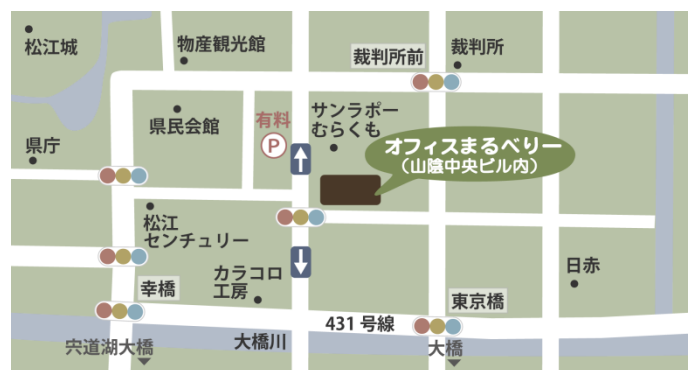 松江城
物産観光館
裁判所前
裁判所
県民会館
有料
P
サンラポー
むらくも
県庁
オフィスまるべりー
（山陰中央ビル内）
松江
センチュリー
カラコロ
工房
日赤
幸橋
東京橋
431号線
大橋川
宍道湖大橋
大橋